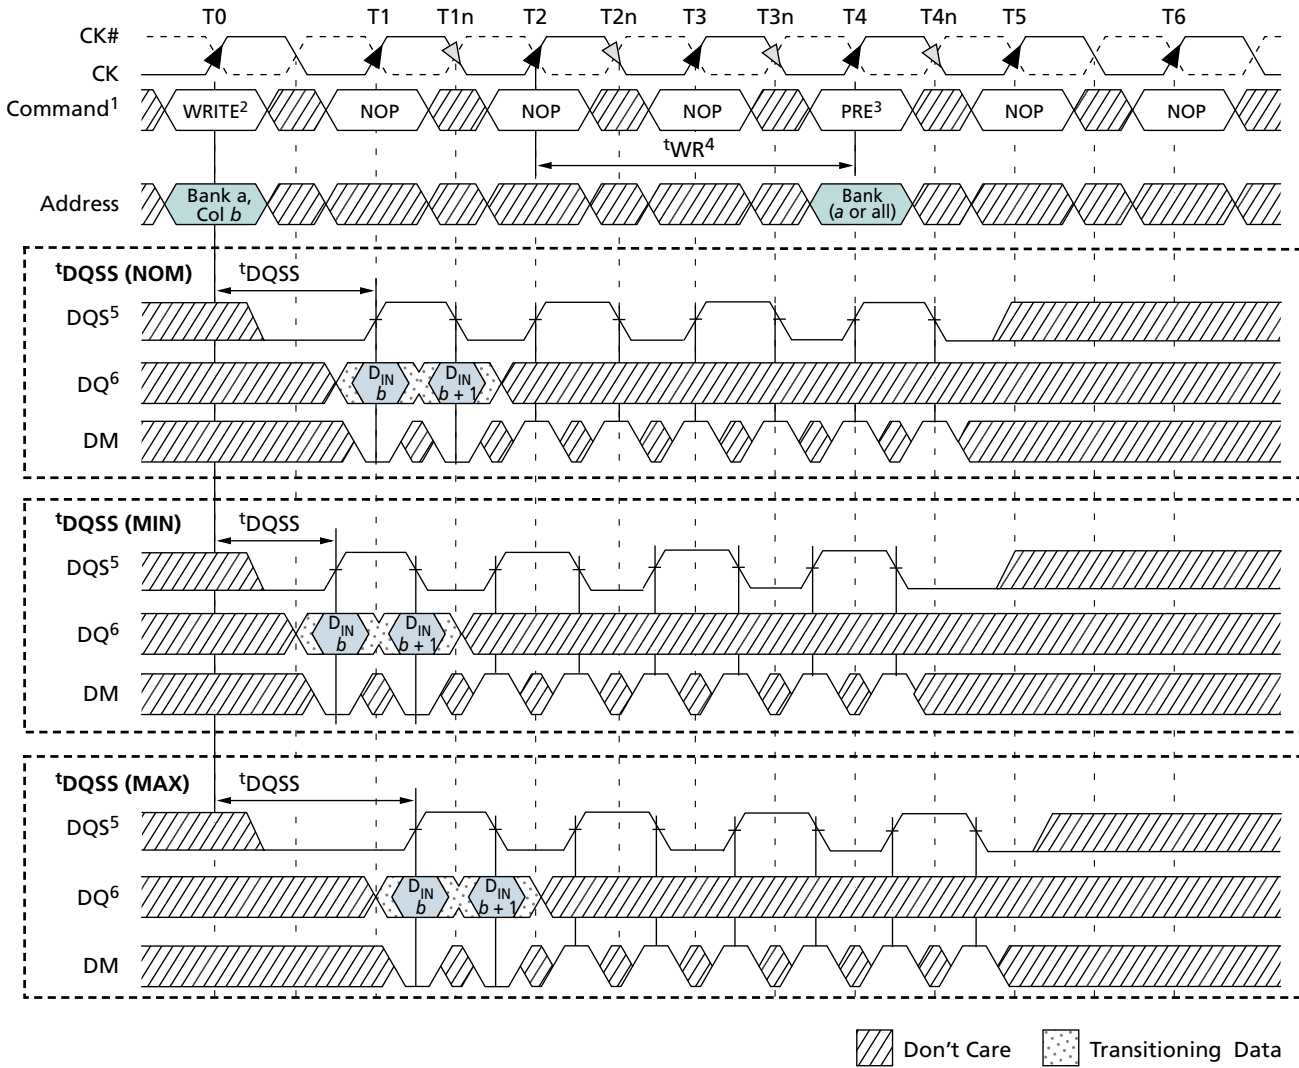 T0 T1 T1n T2 T2n T3 T3n T4 T4n T5 T6
CK#
CK
Command1 WRITE2 NOP NOP NOP PRE3 NOP NOP
tWR4
Address Bank a, Col b Bank (a or all)
tDQSS (NOM) tDQSS
DQS5
DQ6 DIN b DIN b + 1
DM
tDQSS (MIN) tDQSS
DQS5
DQ6 DIN b DIN b + 1
DM
tDQSS (MAX) tDQSS
DQS5
DQ6 DIN b DIN b + 1
DM
Don't Care Transitioning Data